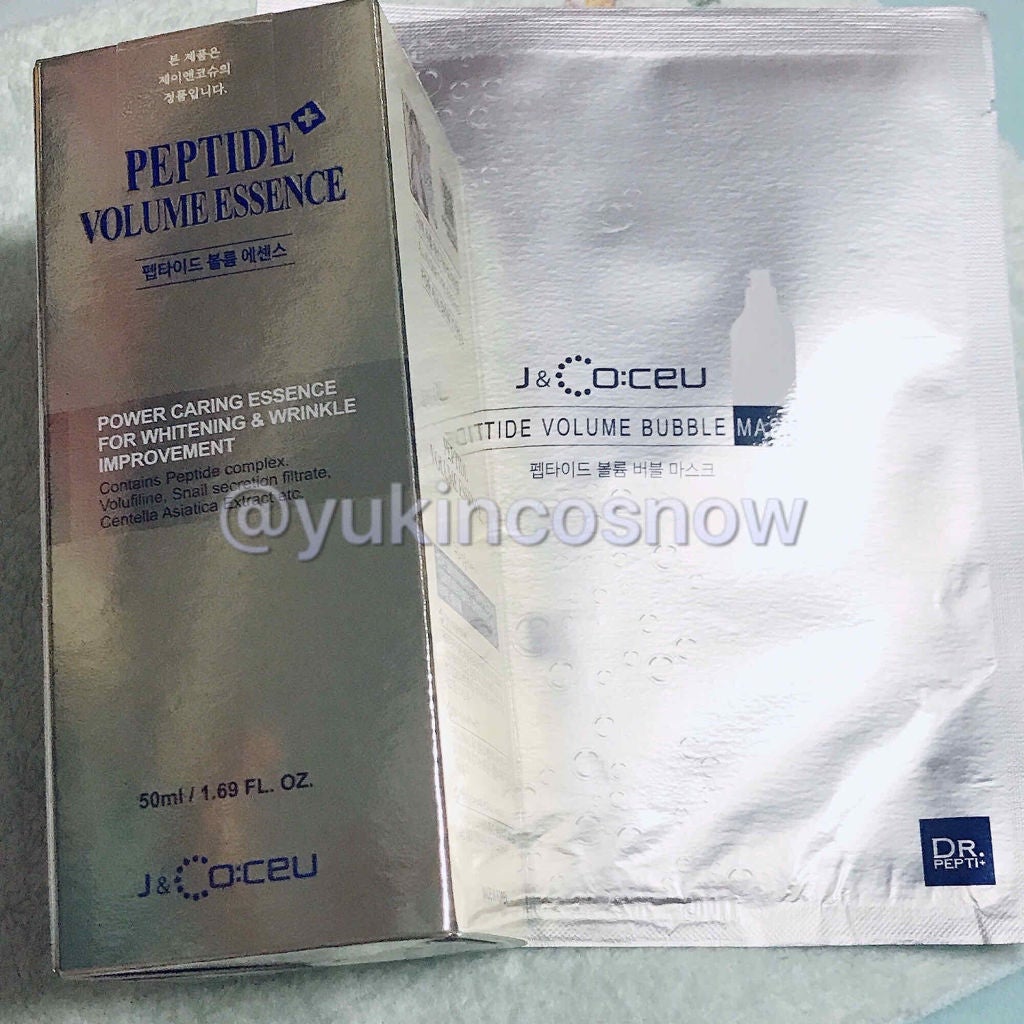 본 제품은
제이앤코슈의
정품입니다.
PEPTIDE+
VOLUME ESSENCE
펩타이드 볼륨 에센스
POWER CARING ESSENCE
FOR WHITENING & WRINKLE
IMPROVEMENT
Contains Peptide complex.
Volufiline, Snail secretion filtrate,
Centella Asiatica Extract etc.
50ml / 1.69 FL. OZ.
J&Co:ceu
J&Co:ceu
TIDE VOLUME BUBBLE MA
펩타이드 볼륨 버블 마스크
@yukincosnow
DR.
PEPTI+